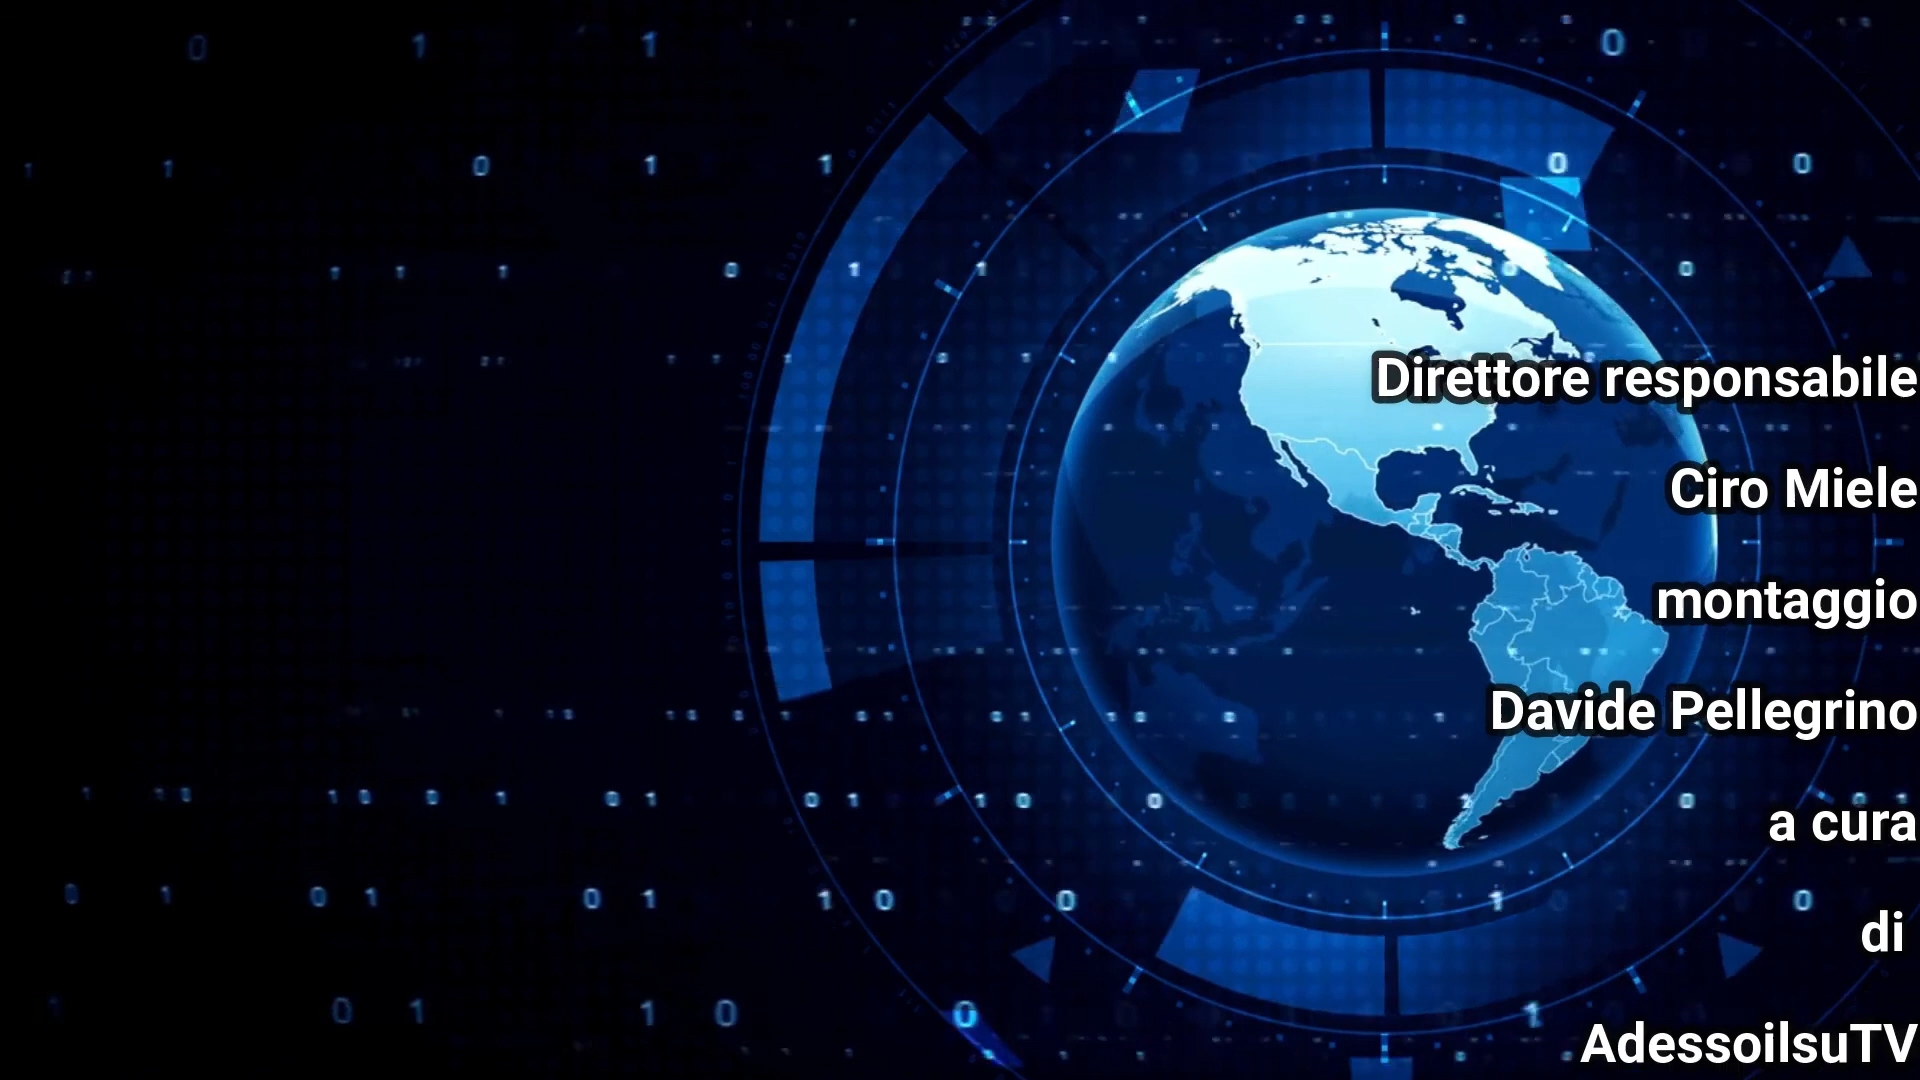 Direttore responsabile
Ciro Miele
montaggio
Davide Pellegrino
a cura
di
AdessoilsuTV